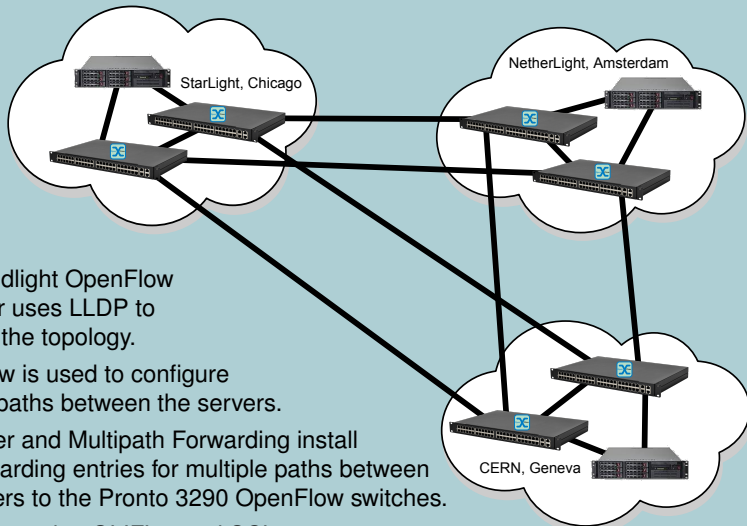 StarLight, Chicago
NetherLight, Amsterdam
dlight OpenFlow
r uses LLDP to
the topology.
w is used to configure
paths between the servers.
er and Multipath Forwarding install
arding entries for multiple paths between
ers to the Pronto 3290 OpenFlow switches.
CERN, Geneva